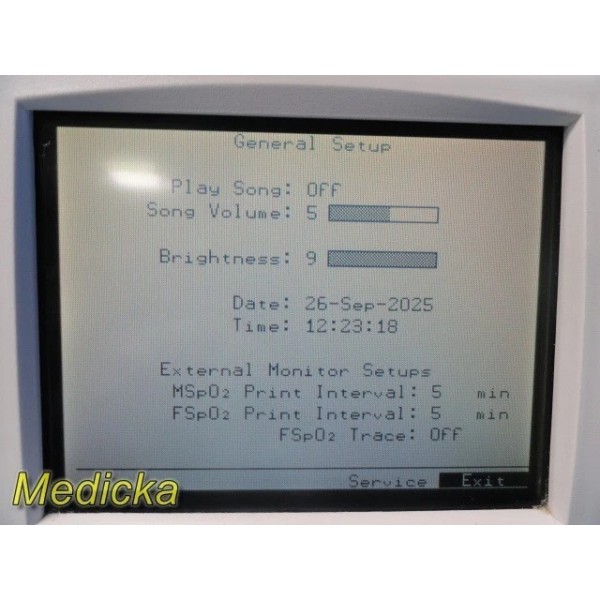 General Setup
Play Song: Off
Song Volume: 5
Brightness: 9
Date: 26-Sep-2025
Time: 12:23:18
External Monitor Setups
MSpO₂ Print Interval: 5 min
FSpO₂ Print Interval: 5 min
FSpO₂ Trace: Off
Service Exit
Medicka